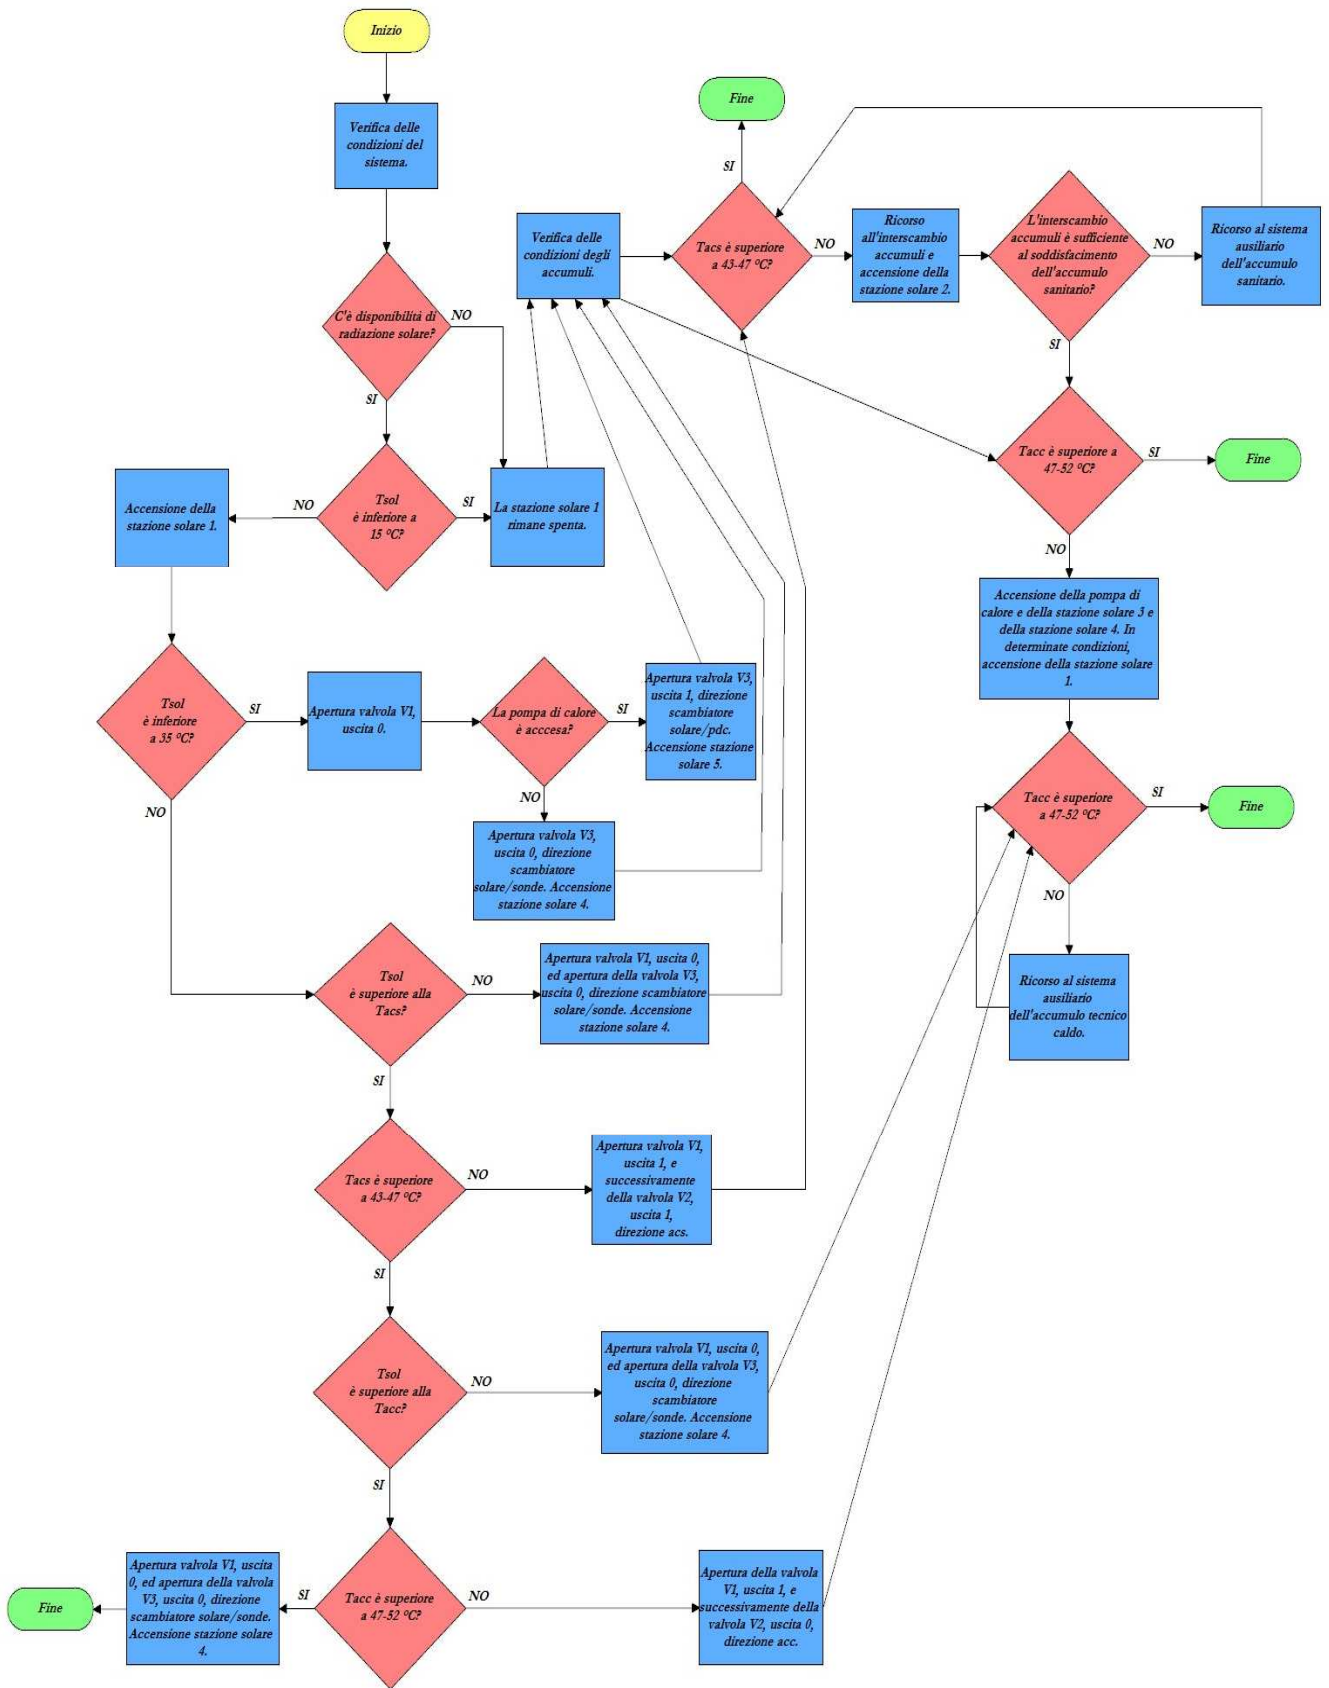 Inizio
Verifica delle
condizioni del
sistema.
C'è disponibilità di
radiazione solare?
NO
SI
Tsol
è inferiore a
15 °C?
NO
SI
Accensione della
stazione solare 1.
La stazione solare 1
rimane spenta.
Tsol
è inferiore
a 35 °C?
SI
NO
Apertura valvola V1,
uscita 0.
La pompa di calore
è acccesa?
SI
NO
Apertura valvola V3,
uscita 1, direzione
scambiatore
solare/pdc.
Accensione stazione
solare 5.
Apertura valvola V3,
uscita 0, direzione
scambiatore
solare/sonde. Accensione
stazione solare 4.
Tsol
è superiore alla
Tacs?
NO
SI
Apertura valvola V1, uscita 0,
ed apertura della valvola V3,
uscita 0, direzione scambiatore
solare/sonde. Accensione
stazione solare 4.
Tacs è superiore
a 43-47 °C?
NO
SI
Apertura valvola V1,
uscita 1, e
successivamente
della valvola V2,
uscita 1,
direzione acs.
Tsol
è superiore alla
Tacc?
NO
SI
Apertura valvola V1, uscita 0,
ed apertura della valvola V3,
uscita 0, direzione
scambiatore
solare/sonde. Accensione
stazione solare 4.
Tacc è superiore
a 47-52 °C?
SI
NO
Apertura valvola V1, uscita
0, ed apertura della valvola
V3, uscita 0, direzione
scambiatore solare/sonde.
Accensione stazione solare
4.
Fine
Apertura della valvola
V1, uscita 1, e
successivamente della
valvola V2, uscita 0,
direzione acc.
Verifica delle
condizioni degli
accumuli.
Fine
SI
Tacs è superiore
a 43-47 °C?
NO
Ricorso
all'interscambio
accumuli e
accensione della
stazione solare 2.
L'interscambio
accumuli è sufficiente
al soddisfacimento
dell'accumulo
sanitario?
NO
SI
Ricorso al sistema
ausiliario
dell'accumulo
sanitario.
Tacc è superiore a
47-52 °C?
SI
Fine
NO
Accensione della pompa di
calore e della stazione solare 3 e
della stazione solare 4. In
determinate condizioni,
accensione della stazione solare
1.
Tacc è superiore
a 47-52 °C?
SI
Fine
NO
Ricorso al sistema
ausiliario
dell'accumulo tecnico
caldo.